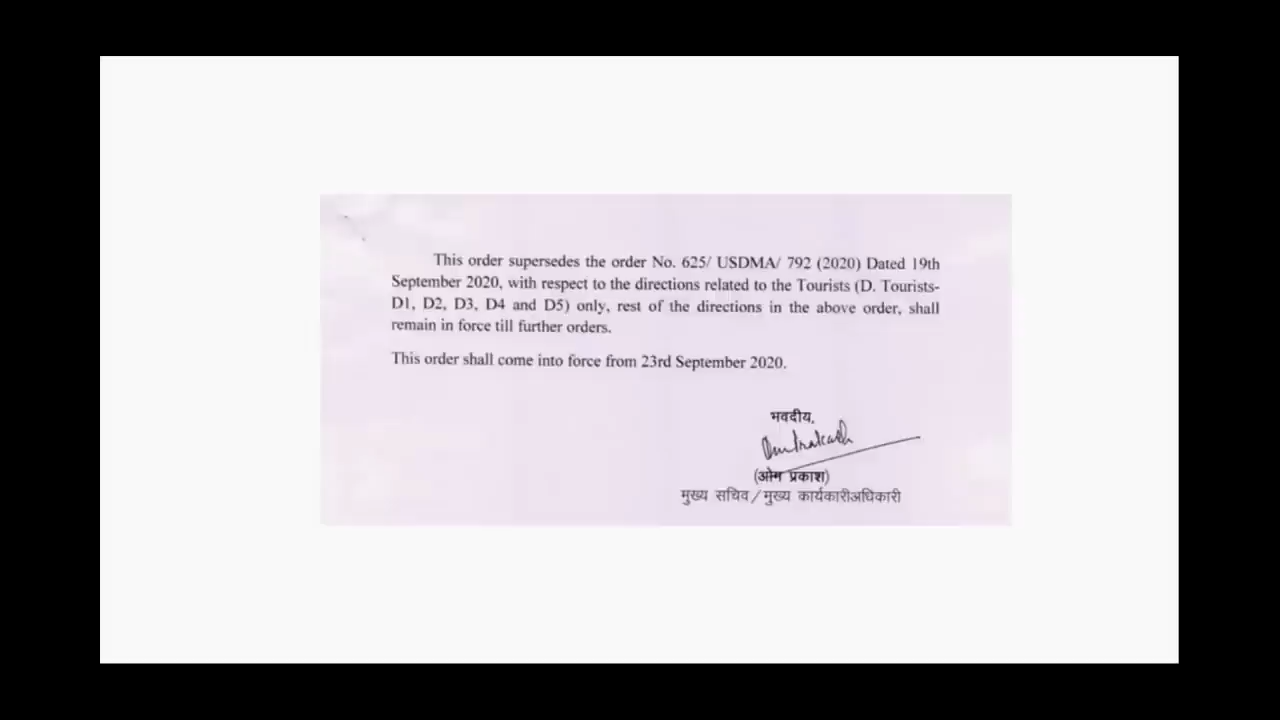 This order supersedes the order No. 625/ USDMA/ 792 (2020) Dated 19th
September 2020, with respect to the directions related to the Tourists (D. Tourists-
D1, D2, D3, D4 and D5) only, rest of the directions in the above order, shall
remain in force till further orders.
This order shall come into force from 23rd September 2020.
भवदीय,
Omprakash
(ओम प्रकाश)
मुख्य सचिव/मुख्य कार्यकारीअधिकारी